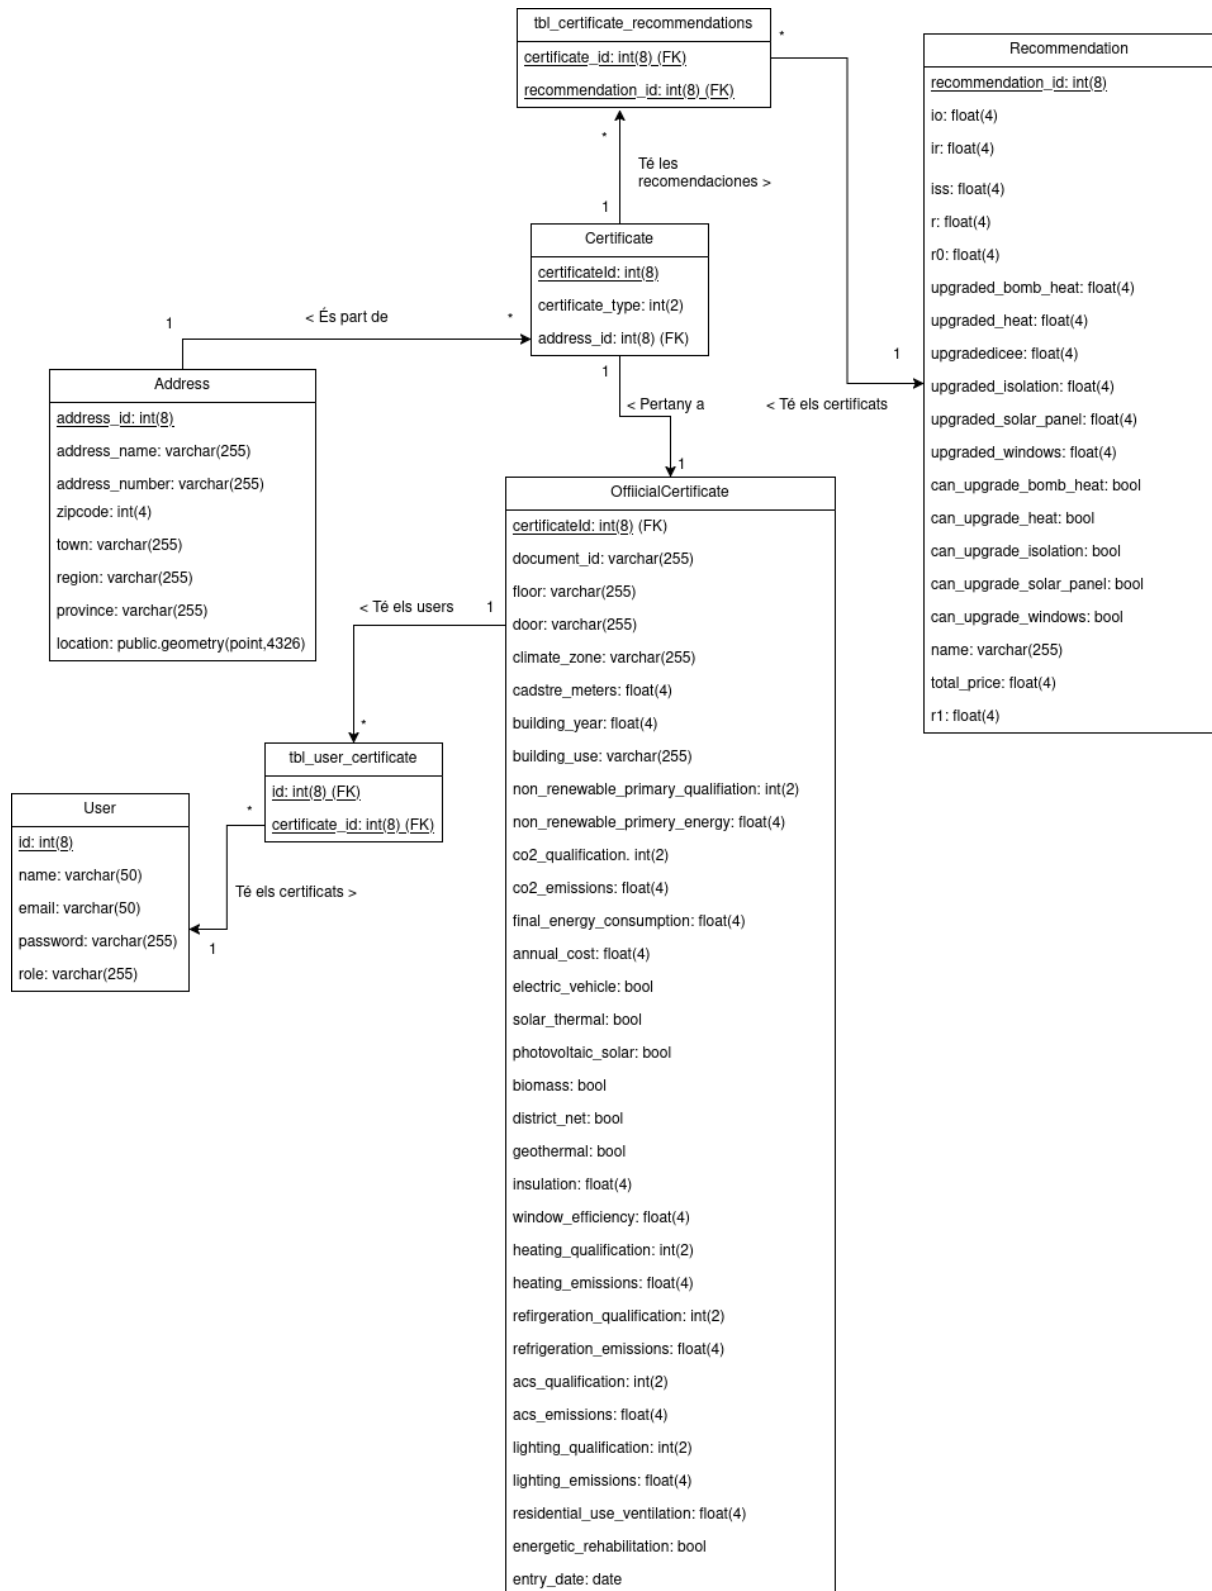 tbl_certificate_recommendations
certificate_id: int(8) (FK)
recommendation_id: int(8) (FK)
*
*
Té les
recomendaciones >
1
Recommendation
recommendation_id: int(8)
io: float(4)
ir: float(4)
iss: float(4)
r: float(4)
r0: float(4)
upgraded_bomb_heat: float(4)
upgraded_heat: float(4)
upgradedicee: float(4)
upgraded_isolation: float(4)
upgraded_solar_panel: float(4)
upgraded_windows: float(4)
can_upgrade_bomb_heat: bool
can_upgrade_heat: bool
can_upgrade_isolation: bool
can_upgrade_solar_panel: bool
can_upgrade_windows: bool
name: varchar(255)
total_price: float(4)
r1: float(4)
Certificate
certificateId: int(8)
certificate_type: int(2)
address_id: int(8) (FK)
1
< És part de
*
1
1
< Pertany a
< Té els certificats
1
Address
address_id: int(8)
address_name: varchar(255)
address_number: varchar(255)
zipcode: int(4)
town: varchar(255)
region: varchar(255)
province: varchar(255)
location: public.geometry(point,4326)
OffiicialCertificate
certificateId: int(8) (FK)
document_id: varchar(255)
floor: varchar(255)
door: varchar(255)
climate_zone: varchar(255)
cadstre_meters: float(4)
building_year: float(4)
building_use: varchar(255)
non_renewable_primary_qualifiation: int(2)
non_renewable_primery_energy: float(4)
co2_qualification. int(2)
co2_emissions: float(4)
final_energy_consumption: float(4)
annual_cost: float(4)
electric_vehicle: bool
solar_thermal: bool
photovoltaic_solar: bool
biomass: bool
district_net: bool
geothermal: bool
insulation: float(4)
window_efficiency: float(4)
heating_qualification: int(2)
heating_emissions: float(4)
refirgeration_qualification: int(2)
refrigeration_emissions: float(4)
acs_qualification: int(2)
acs_emissions: float(4)
lighting_qualification: int(2)
lighting_emissions: float(4)
residential_use_ventilation: float(4)
energetic_rehabilitation: bool
entry_date: date
< Té els users
1
*
tbl_user_certificate
id: int(8) (FK)
certificate_id: int(8) (FK)
*
Té els certificats >
1
User
id: int(8)
name: varchar(50)
email: varchar(50)
password: varchar(255)
role: varchar(255)